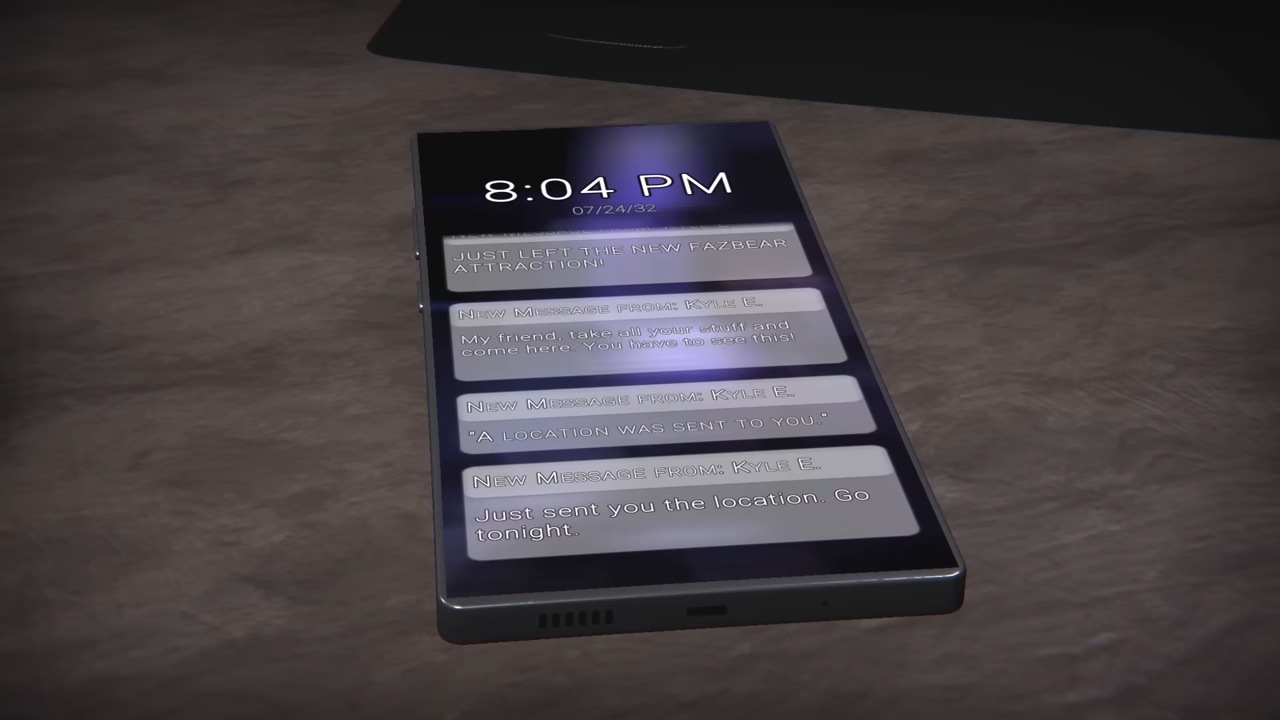 8:04 PM
07/24/32
JUST LEFT THE NEW FAZBEAR
ATTRACTION!
NEW MESSAGE FROM: KYLE E.
My friend, take all your stuff and
come here. You have to see this!
NEW MESSAGE FROM: KYLE E.
"A LOCATION WAS SENT TO YOU."
NEW MESSAGE FROM: KYLE E.
Just sent you the location. Go
tonight.